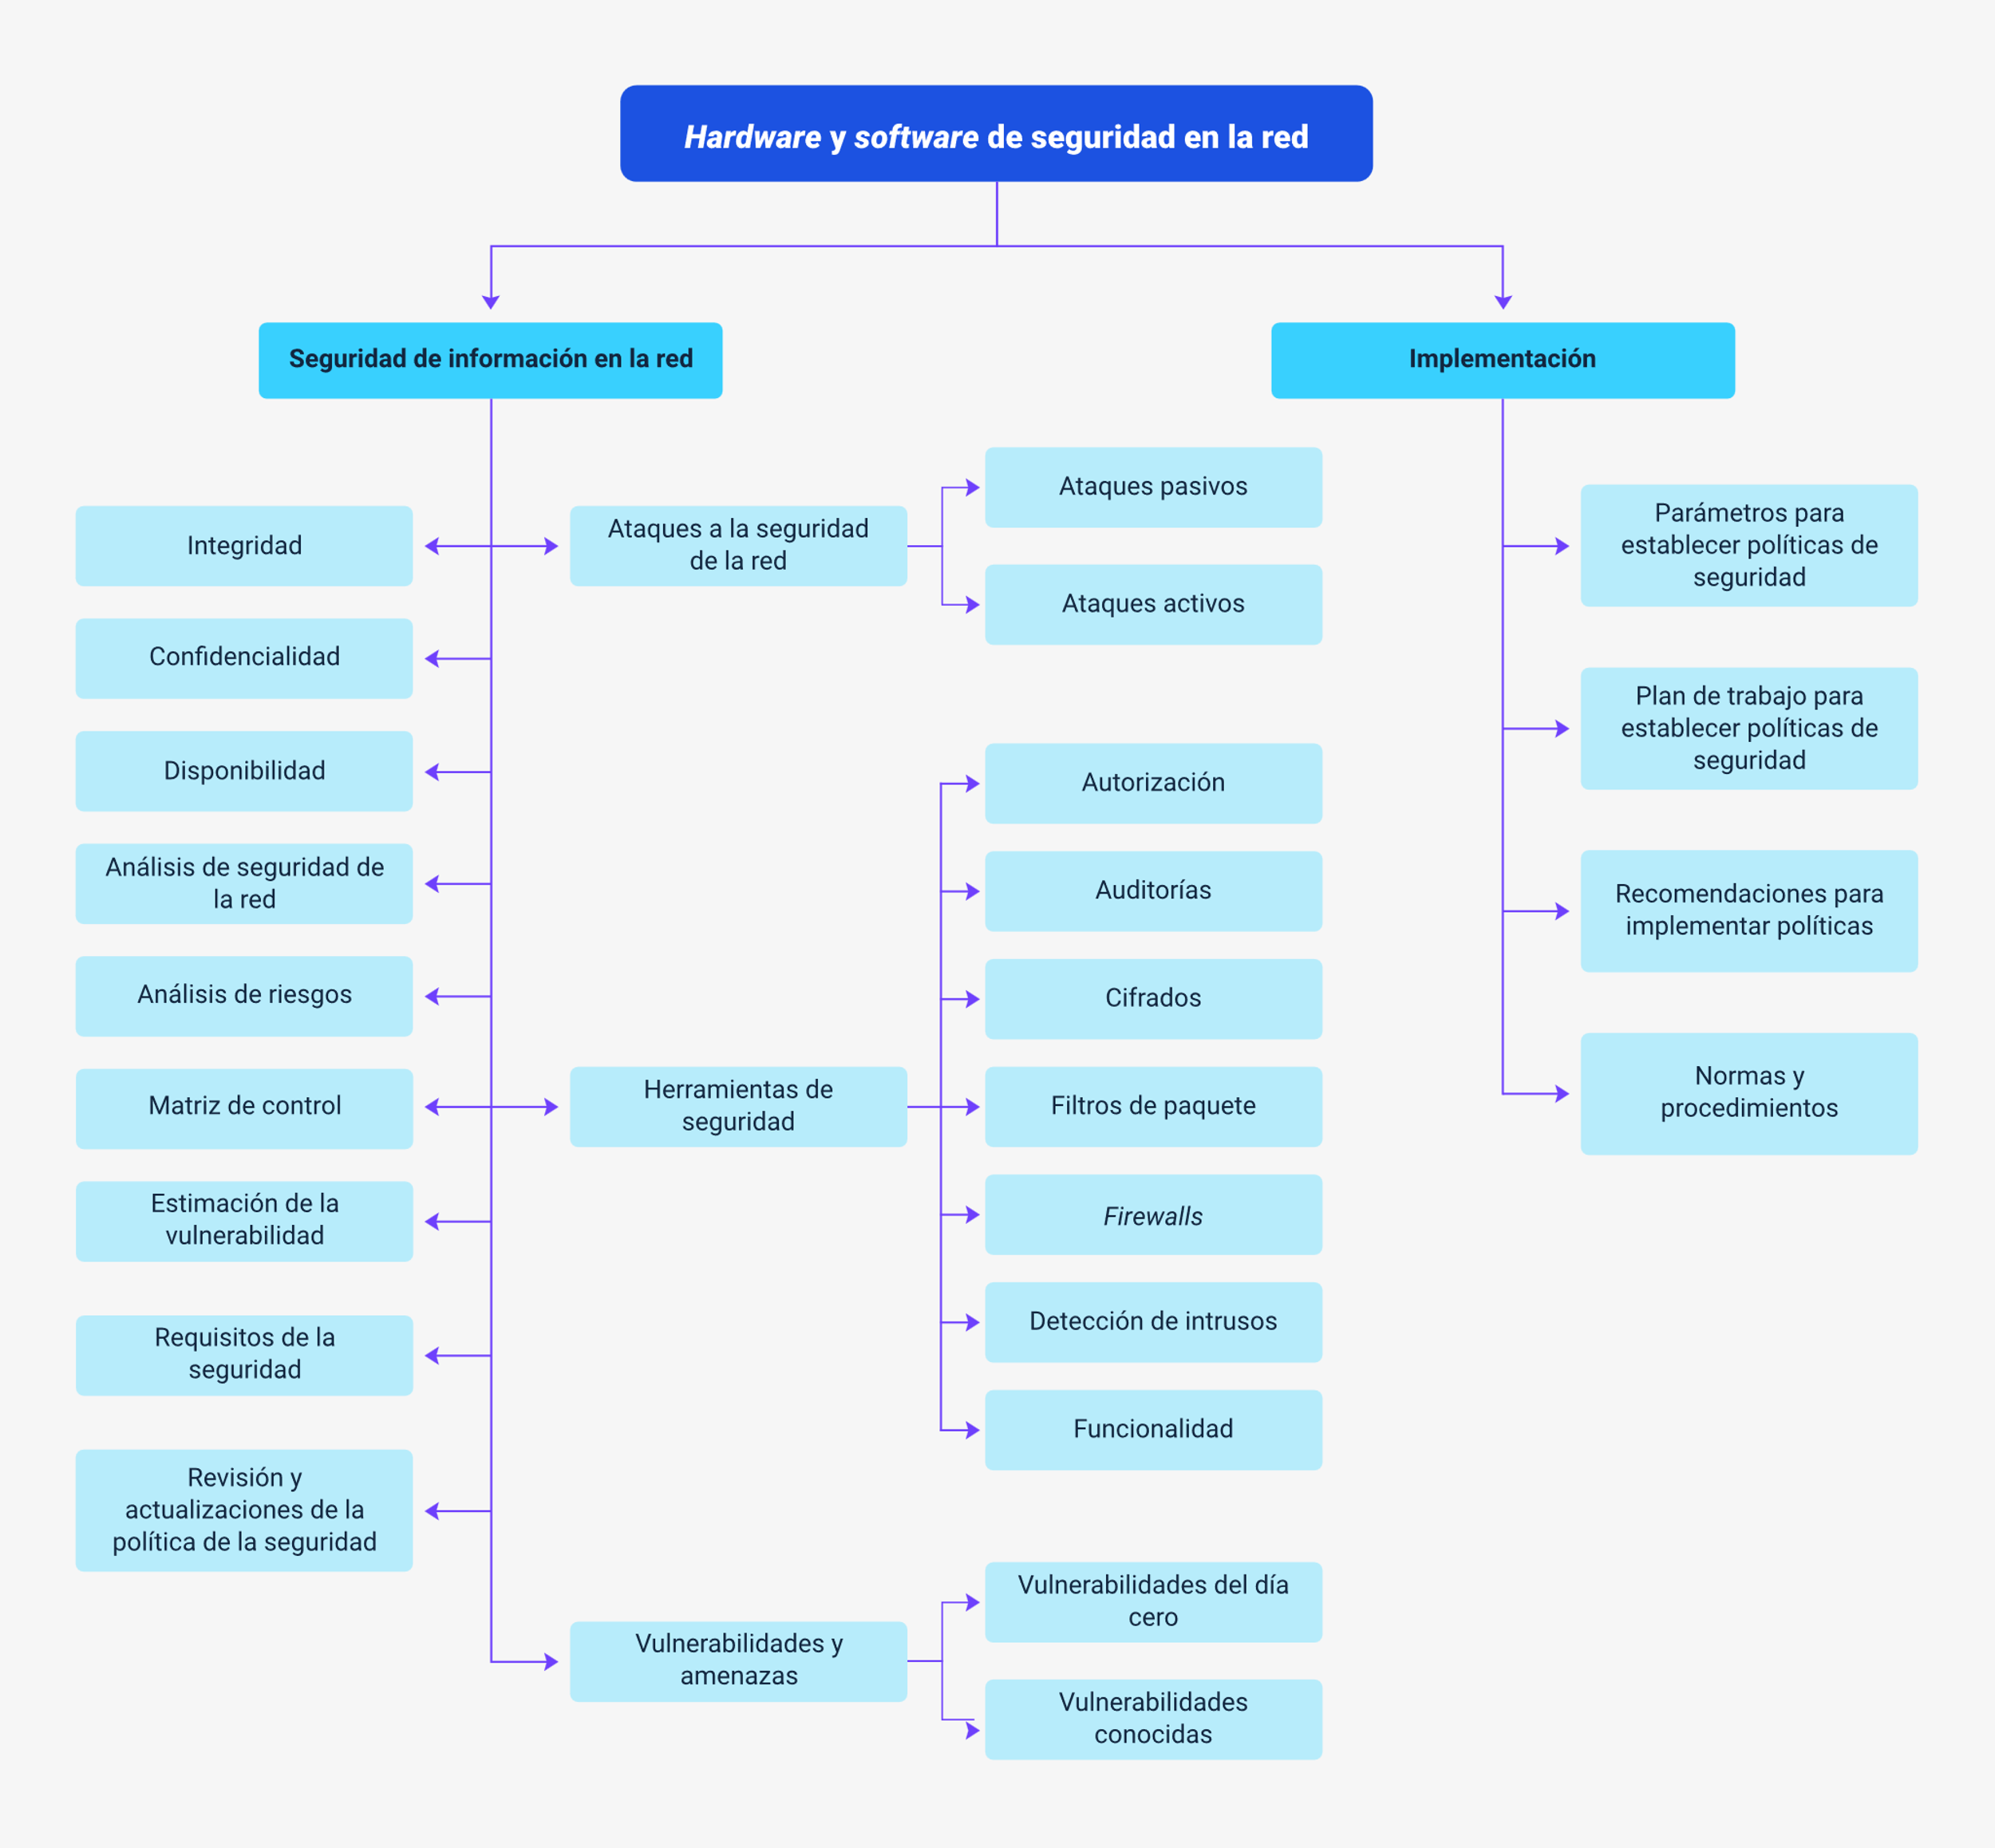 Hardware y software de seguridad en la red
Seguridad de información en la red
Integridad
Confidencialidad
Disponibilidad
Análisis de seguridad de
la red
Análisis de riesgos
Matriz de control
Estimación de la
vulnerabilidad
Requisitos de la
seguridad
Revisión y
actualizaciones de la
política de la seguridad
Ataques a la seguridad
de la red
Ataques pasivos
Ataques activos
Herramientas de
seguridad
Autorización
Auditorías
Cifrados
Filtros de paquete
Firewalls
Detección de intrusos
Funcionalidad
Vulnerabilidades y
amenazas
Vulnerabilidades del día
cero
Vulnerabilidades
conocidas
Implementación
Parámetros para
establecer políticas de
seguridad
Plan de trabajo para
establecer políticas de
seguridad
Recomendaciones para
implementar políticas
Normas y
procedimientos